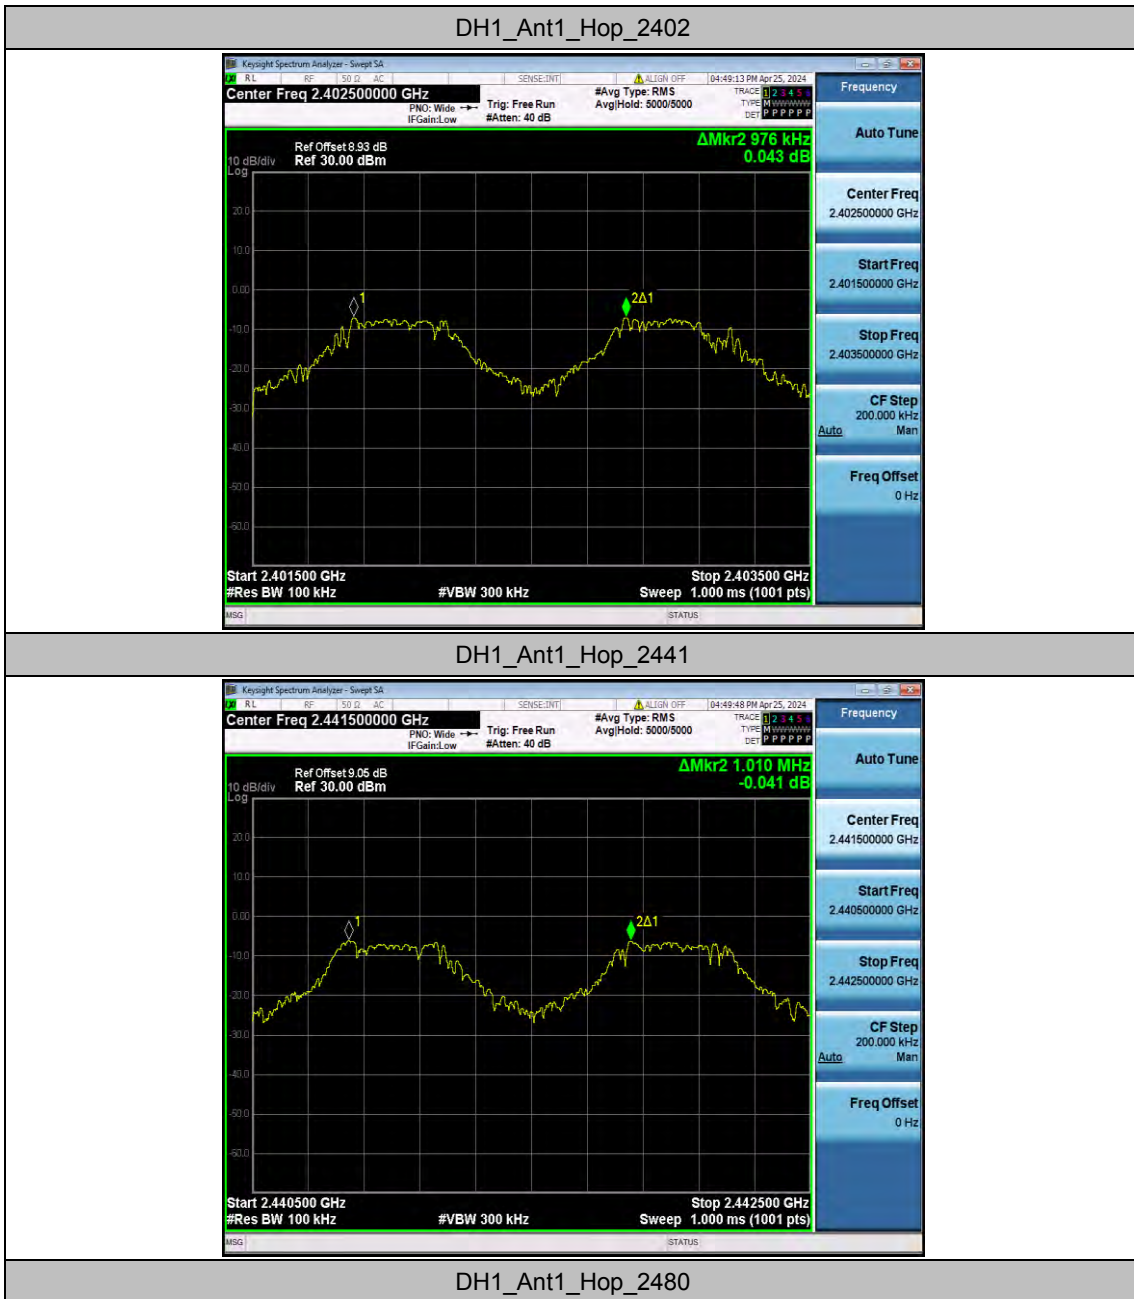 DH1_Ant1_Hop_2402
Keysight Spectrum Analyzer - Swept SA
RL RF 50 Ω AC SENSE:INT ALIGN OFF 04:49:13 PM Apr 25, 2024
Center Freq 2.402500000 GHz
#Avg Type: RMS
TRACE 1 2 3 4 5 6
PNO: Wide Trig: Free Run Avg|Hold: 5000/5000
TYPE M WWWWW
IFGain:Low #Atten: 40 dB
DET P P P P P P
Frequency
ΔMkr2 976 kHz
0.043 dB
Ref Offset 8.93 dB
10 dB/div Ref 30.00 dBm
Log
20.0
10.0
0.00
-10.0
-20.0
-30.0
-40.0
-50.0
-60.0
1
2Δ1
Auto Tune
Center Freq
2.402500000 GHz
Start Freq
2.401500000 GHz
Stop Freq
2.403500000 GHz
CF Step
200.000 kHz
Auto Man
Freq Offset
0 Hz
Start 2.401500 GHz Stop 2.403500 GHz
#Res BW 100 kHz #VBW 300 kHz Sweep 1.000 ms (1001 pts)
MSG STATUS
DH1_Ant1_Hop_2441
Keysight Spectrum Analyzer - Swept SA
RL RF 50 Ω AC SENSE:INT ALIGN OFF 04:49:48 PM Apr 25, 2024
Center Freq 2.441500000 GHz
#Avg Type: RMS
TRACE 1 2 3 4 5 6
PNO: Wide Trig: Free Run Avg|Hold: 5000/5000
TYPE M WWWWW
IFGain:Low #Atten: 40 dB
DET P P P P P P
Frequency
ΔMkr2 1.010 MHz
-0.041 dB
Ref Offset 9.05 dB
10 dB/div Ref 30.00 dBm
Log
20.0
10.0
0.00
-10.0
-20.0
-30.0
-40.0
-50.0
-60.0
1
2Δ1
Auto Tune
Center Freq
2.441500000 GHz
Start Freq
2.440500000 GHz
Stop Freq
2.442500000 GHz
CF Step
200.000 kHz
Auto Man
Freq Offset
0 Hz
Start 2.440500 GHz Stop 2.442500 GHz
#Res BW 100 kHz #VBW 300 kHz Sweep 1.000 ms (1001 pts)
MSG STATUS
DH1_Ant1_Hop_2480